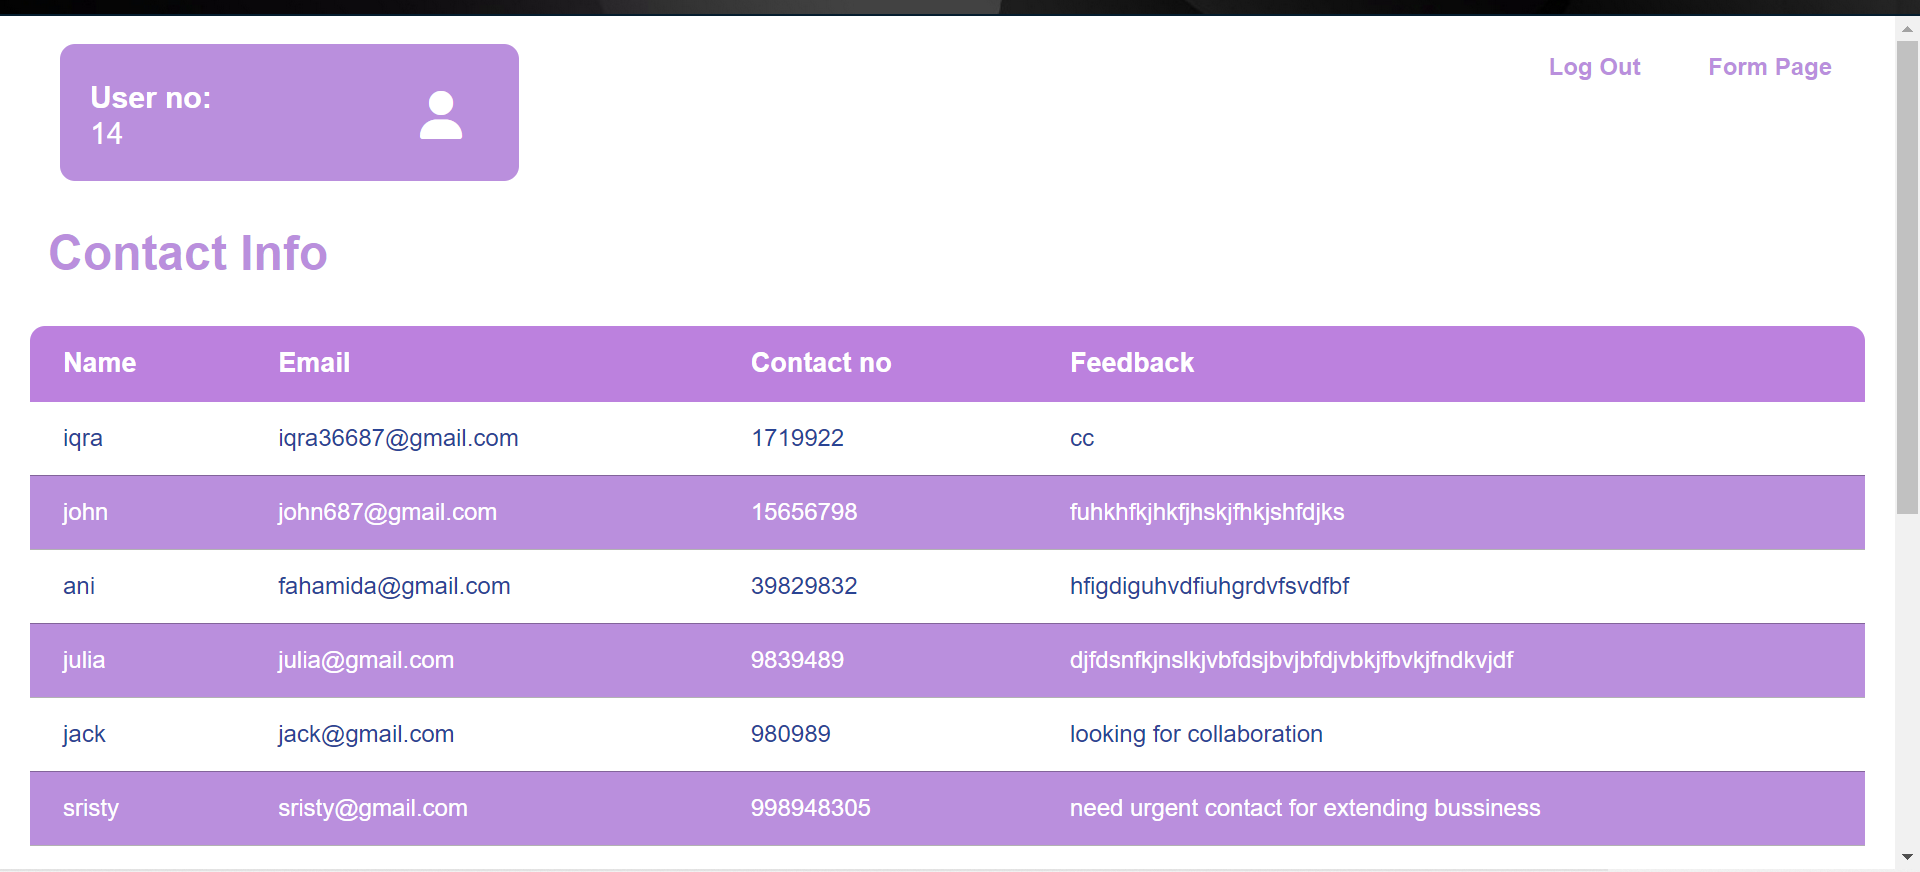 User no:
14
Log Out Form Page
Contact Info
Name Email Contact no Feedback
iqra iqra36687@gmail.com 1719922 cc
john john687@gmail.com 15656798 fuhkhfkjhkfjhskjfhkjshfdjks
ani fahamida@gmail.com 39829832 hfigdiguhvdfiuhgrdvfsvdfbf
julia julia@gmail.com 9839489 djfdsnfkjnslkjvbfdsjbvjbfdjvbkjfbvkjfndkvjdf
jack jack@gmail.com 980989 looking for collaboration
sristy sristy@gmail.com 998948305 need urgent contact for extending bussiness